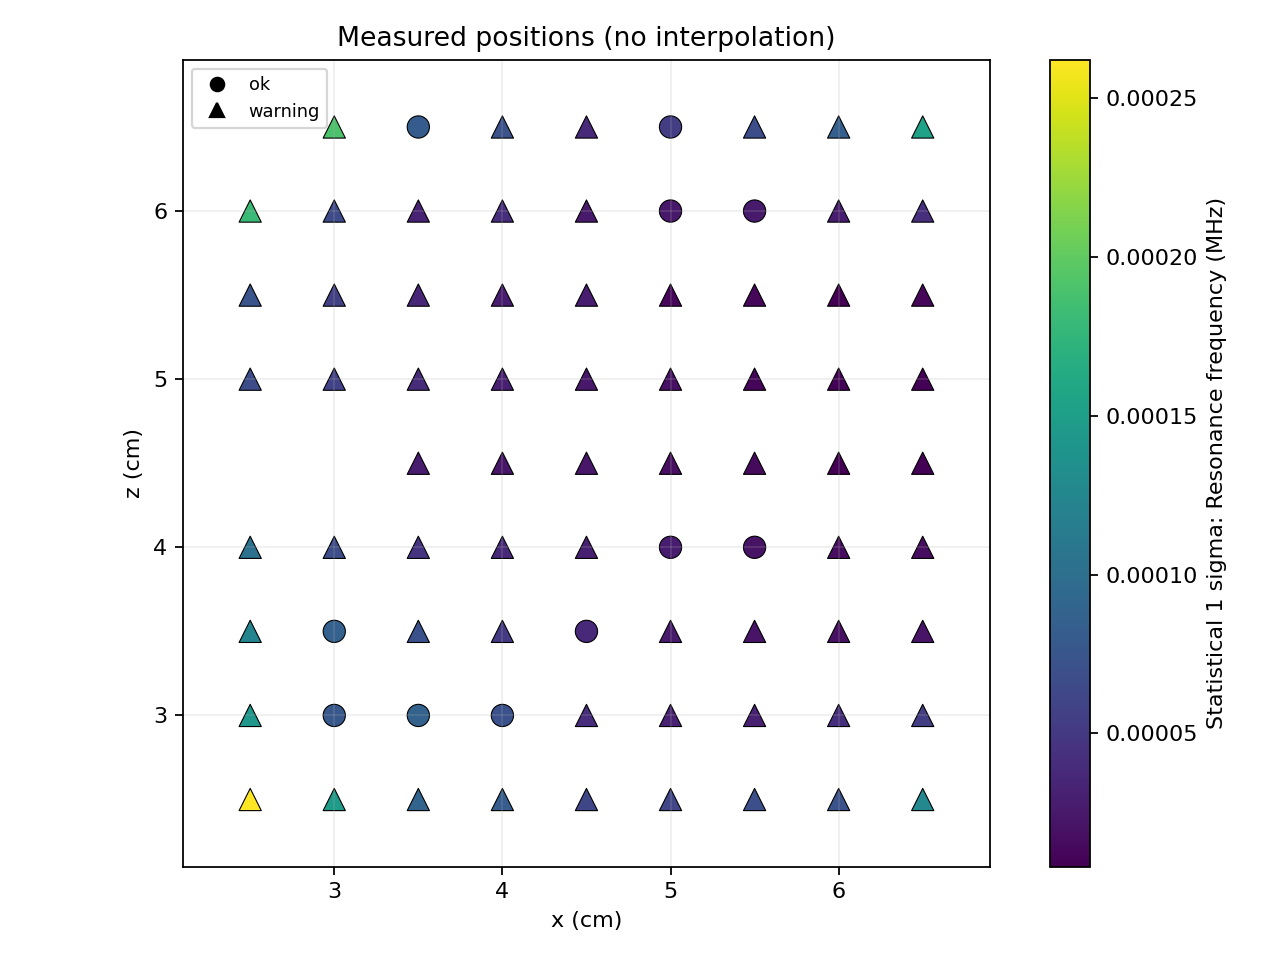 Measured positions (no interpolation)
ok
warning
6
5
4
3
z (cm)
3 4 5 6
x (cm)
0.00025
0.00020
0.00015
0.00010
0.00005
Statistical 1 sigma: Resonance frequency (MHz)